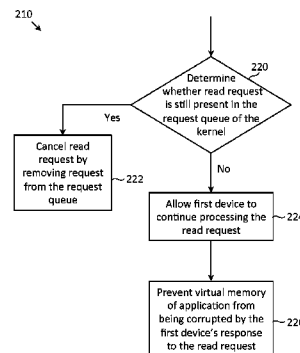 210
220
Determine
whether read request
is still present in the
request queue of the
kernel
Yes
No
Cancel read
request by
removing request
from the request
queue
222
Allow first device to
continue processing the
read request
224
Prevent virtual memory
of application from
being corrupted by the
first device's response
to the read request